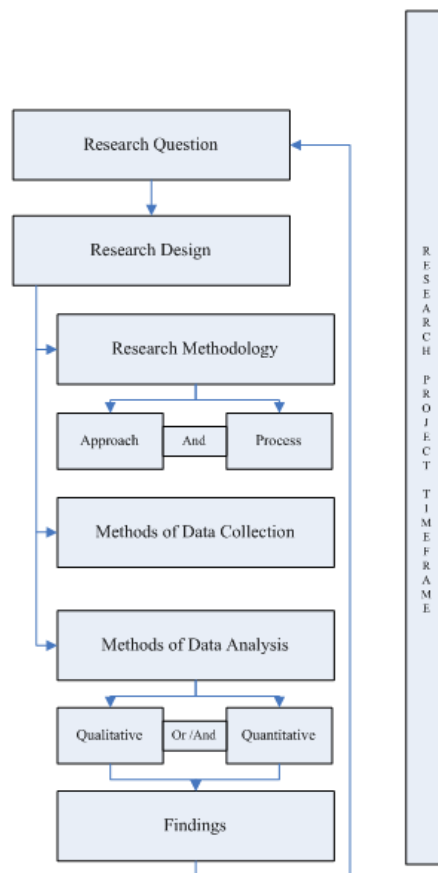 Research Question
Research Design
Research Methodology
Approach
And
Process
Methods of Data Collection
Methods of Data Analysis
Qualitative
Or /And
Quantitative
Findings
RESEARCH PROJECT TIMEFRAME